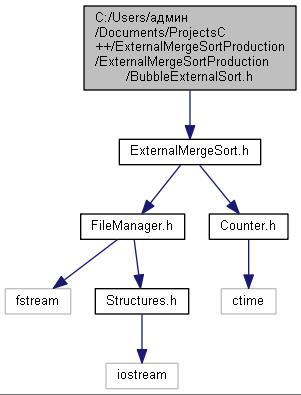 C:/Users/админ
/Documents/ProjectsC
++/ExternalMergeSortProduction
/ExternalMergeSortProduction
/BubbleExternalSort.h
ExternalMergeSort.h
FileManager.h
Counter.h
fstream
Structures.h
ctime
iostream